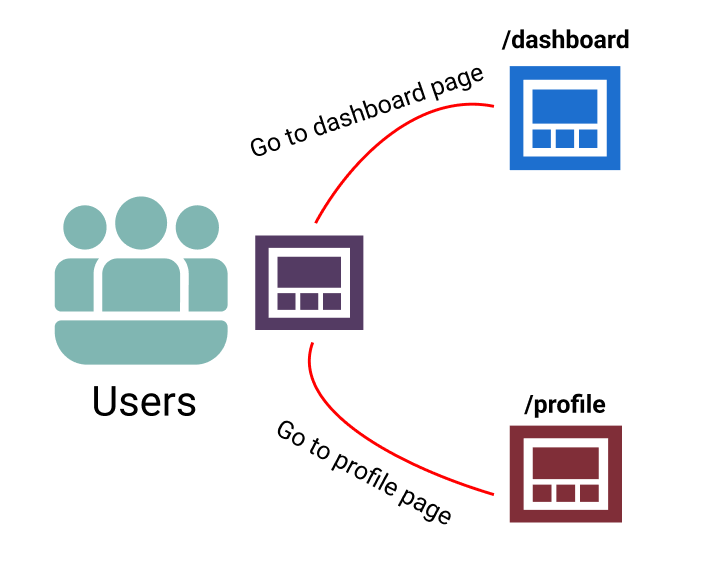 /dashboard
Go to dashboard page
Users
/profile
Go to profile page